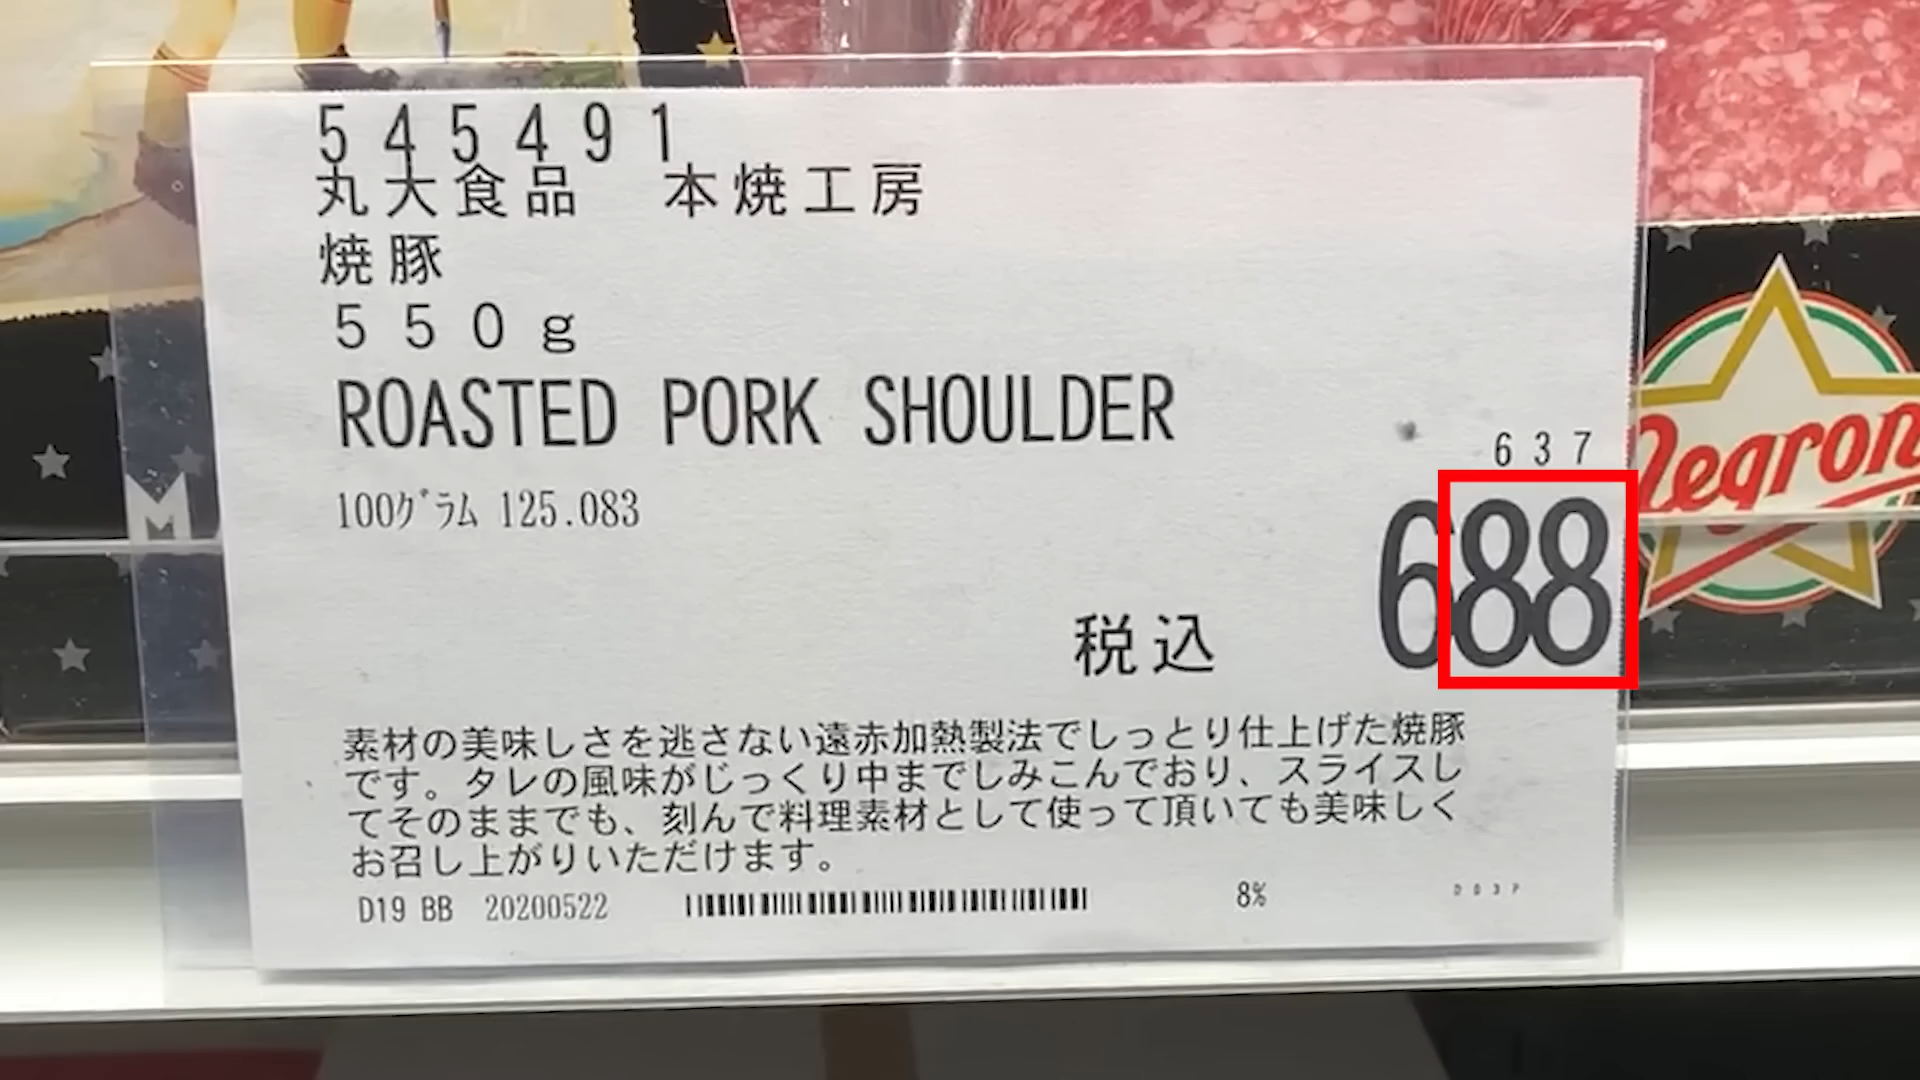 545491
丸大食品 本焼工房
焼豚
550g
ROASTED PORK SHOULDER
637
100グラム 125.083
688
税込
素材の美味しさを逃さない遠赤加熱製法でしっとり仕上げた焼豚
です。タレの風味がじっくり中までしみこんでおり、スライスし
てそのままでも、刻んで料理素材として使って頂いても美味しく
お召し上がりいただけます。
D19 BB 20200522
8%
D03P
Negroni
M